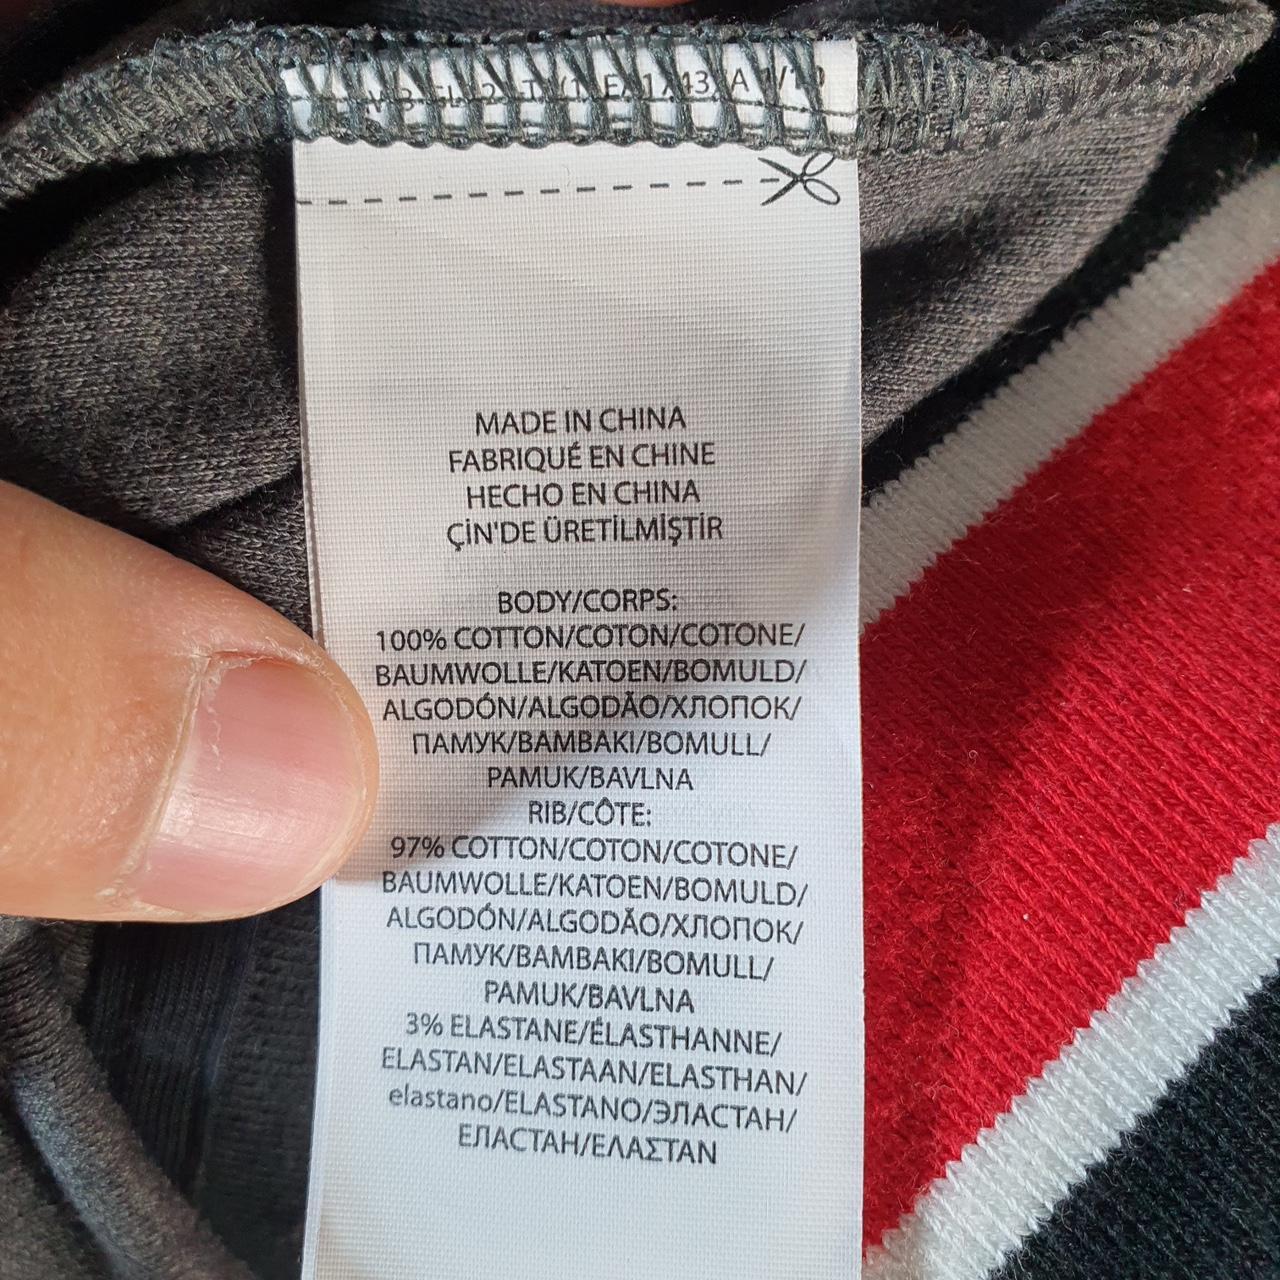 MADE IN CHINA
FABRIQUÉ EN CHINE
HECHO EN CHINA
ÇİN'DE ÜRETİLMİŞTİR
BODY/CORPS:
100% COTTON/COTON/COTONE/
BAUMWOLLE/KATOEN/BOMULD/
ALGODÓN/ALGODÃO/ХЛОПОК/
ПАМУК/BAMBAKI/BOMULL/
PAMUK/BAVLNA
RIB/CÔTE:
97% COTTON/COTON/COTONE/
BAUMWOLLE/KATOEN/BOMULD/
ALGODÓN/ALGODÃO/ХЛОПОК/
ПАМУК/BAMBAKI/BOMULL/
PAMUK/BAVLNA
3% ELASTANE/ÉLASTHANNE/
ELASTAN/ELASTAAN/ELASTHAN/
elastano/ELASTANO/ЭЛАСТАН/
ЕЛАСТАН/ΕΛΑΣΤΑΝ